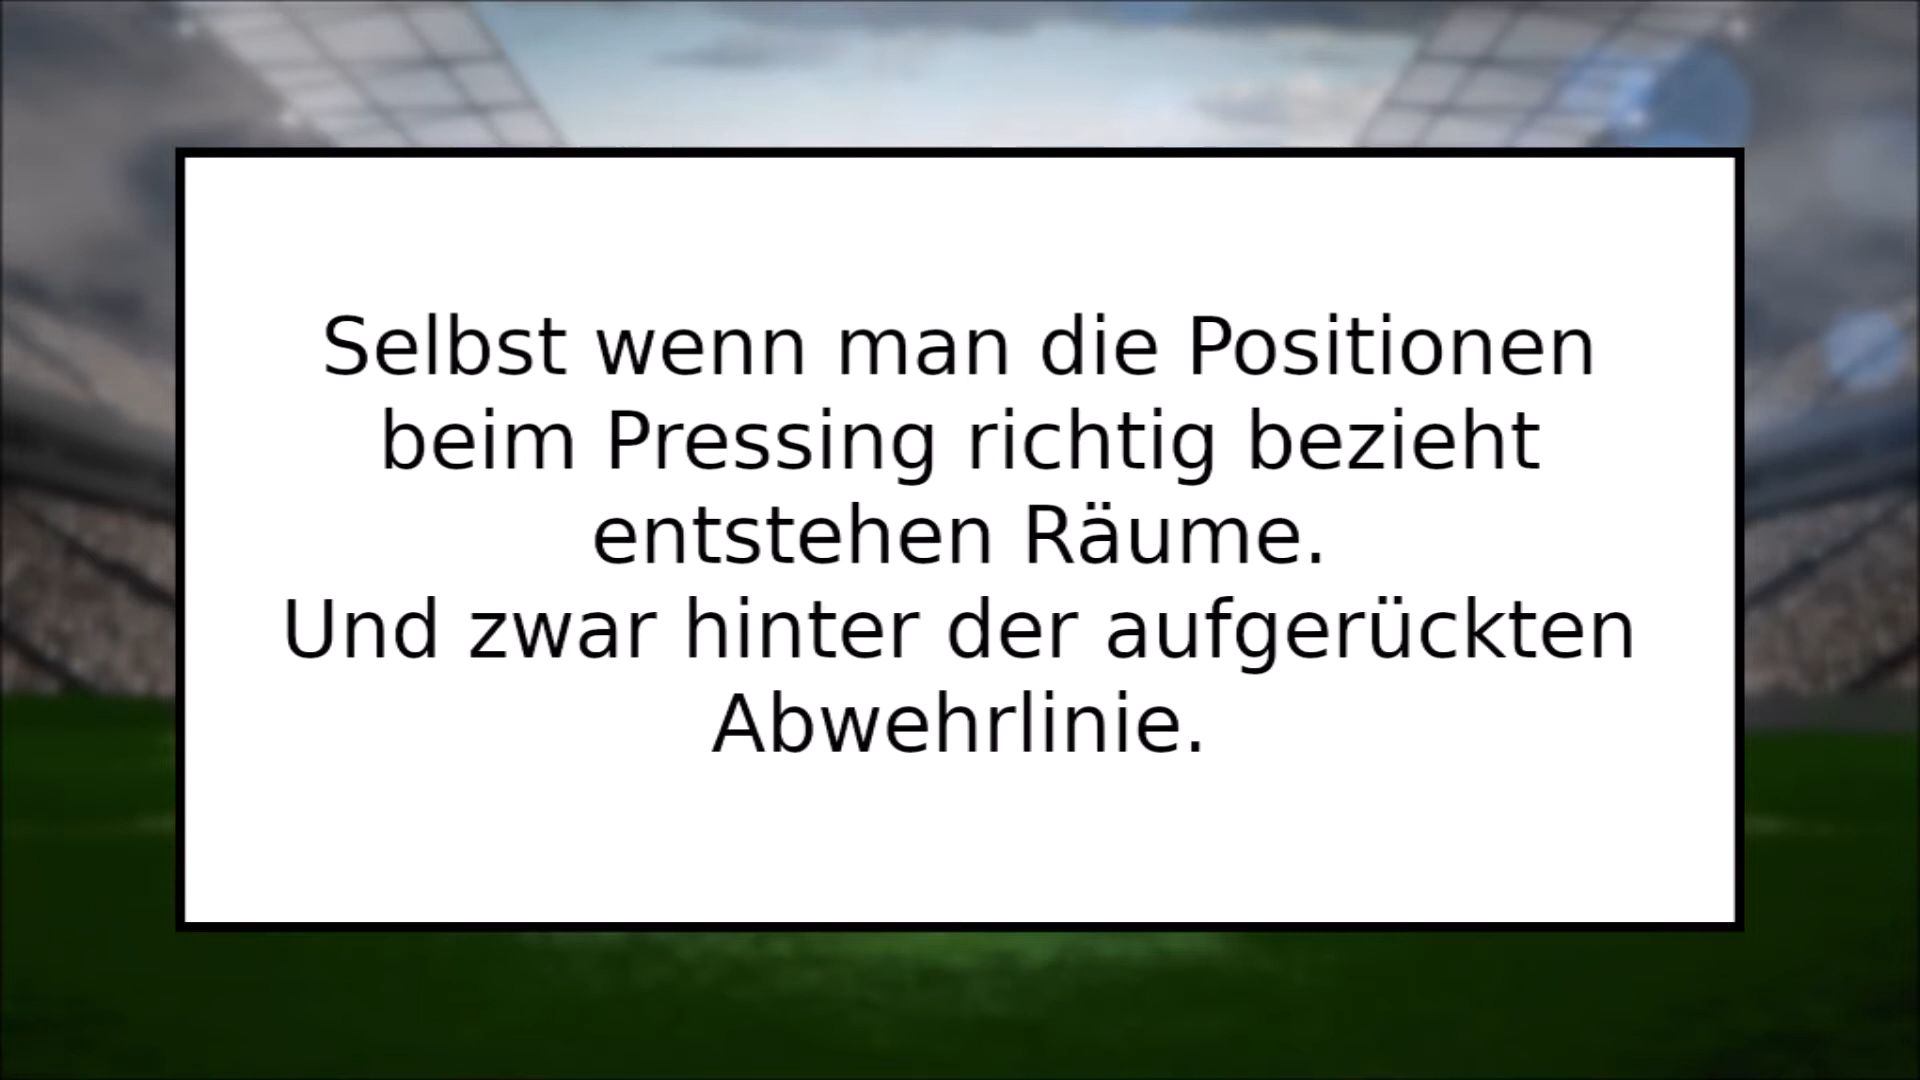 Selbst wenn man die Positionen
beim Pressing richtig bezieht
entstehen Räume.
Und zwar hinter der aufgerückten
Abwehrlinie.